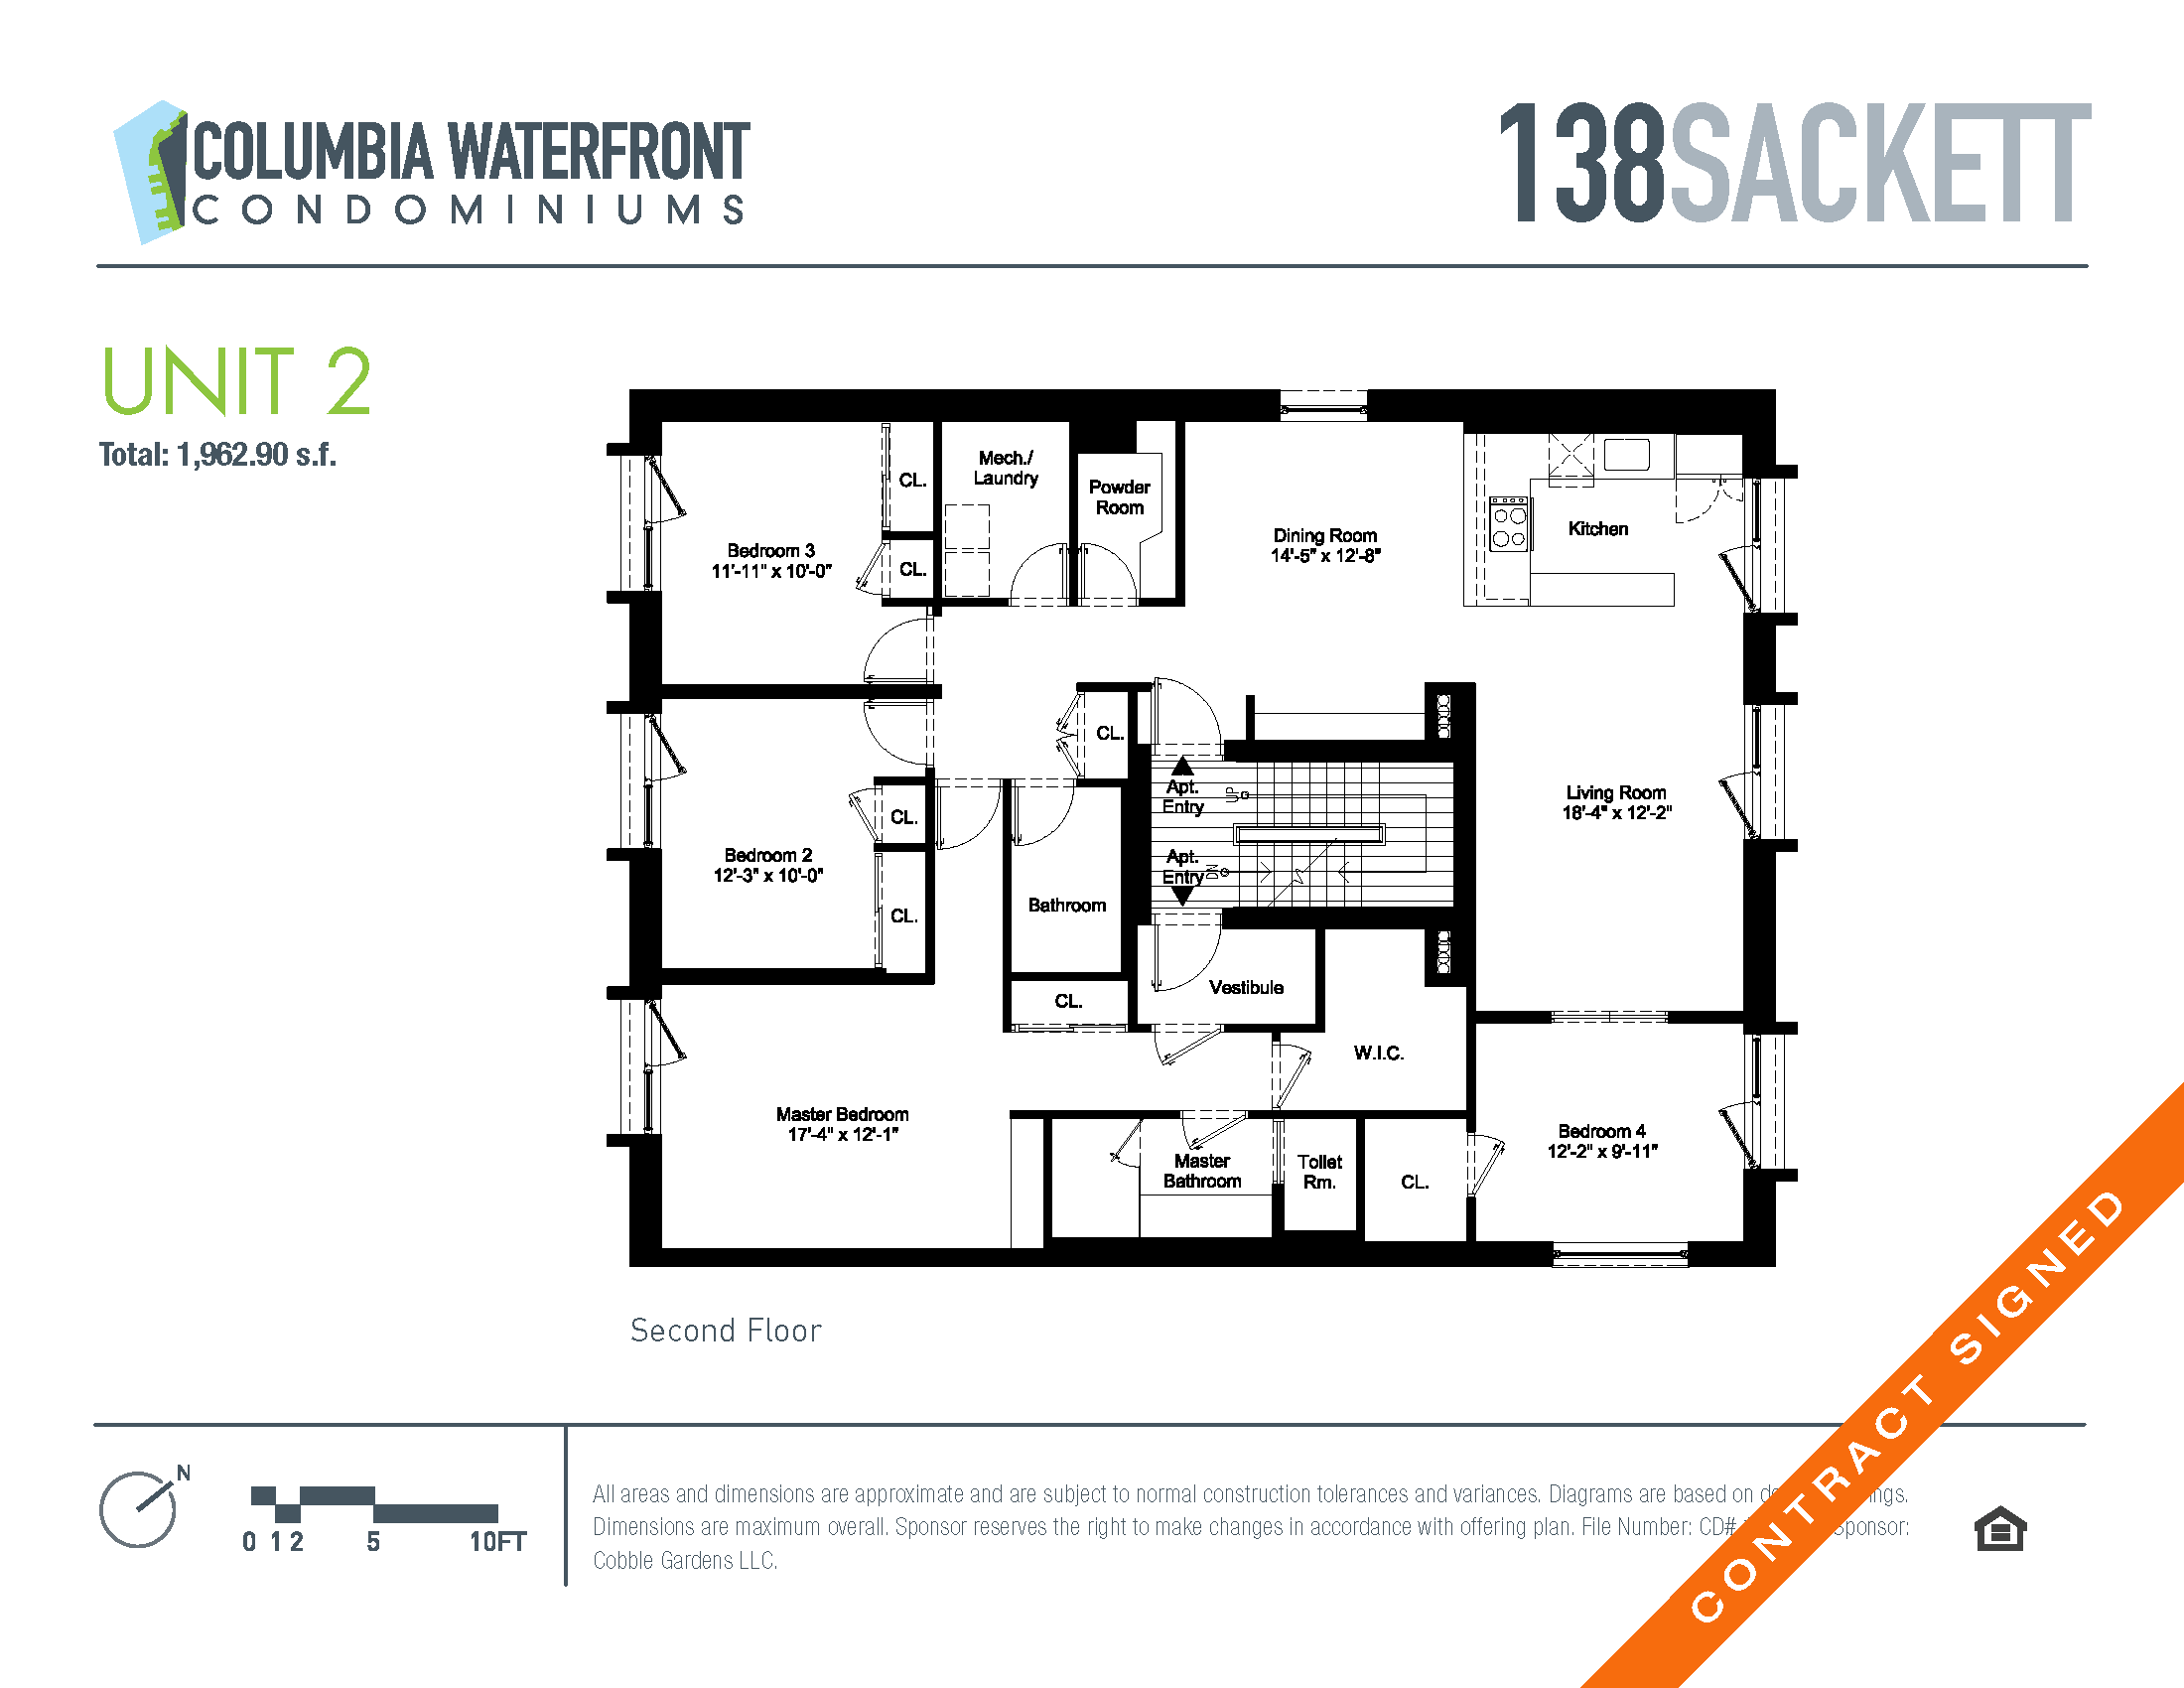 COLUMBIA WATERFRONT
CONDOMINIUMS
138SACKETT
UNIT 2
Total: 1,962.90 s.f.
CL.
Mech./
Laundry
Powder
Room
Bedroom 3
11'-11" x 10'-0"
CL.
Dining Room
14'-5" x 12'-8"
Kitchen
CL.
Apt.
Entry
UP
Living Room
18'-4" x 12'-2"
CL.
Bedroom 2
12'-3" x 10'-0"
Apt.
Entry
DN
CL.
Bathroom
Vestibule
CL.
W.I.C.
Master Bedroom
17'-4" x 12'-1"
Master
Bathroom
Toilet
Rm.
CL.
Bedroom 4
12'-2" x 9'-11"
Second Floor
CONTRACT SIGNED
N
0 1 2 5 10FT
All areas and dimensions are approximate and are subject to normal construction tolerances and variances. Diagrams are based on
Dimensions are maximum overall. Sponsor reserves the right to make changes in accordance with offering plan. File Number: CD# Sponsor:
Cobble Gardens LLC.